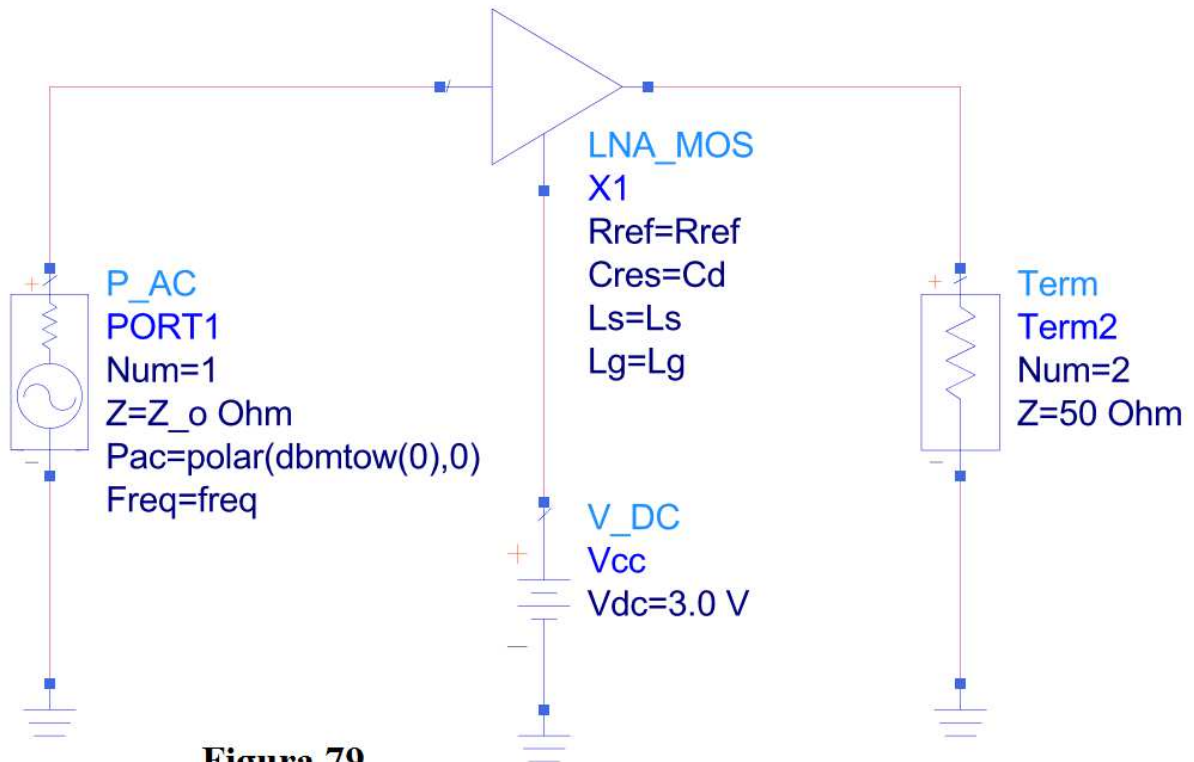 LNA_MOS
X1
Rref=Rref
Cres=Cd
Ls=Ls
Lg=Lg
P_AC
PORT1
Num=1
Z=Z_o Ohm
Pac=polar(dbmtow(0),0)
Freq=freq
Term
Term2
Num=2
Z=50 Ohm
V_DC
Vcc
Vdc=3.0 V
Figura 79